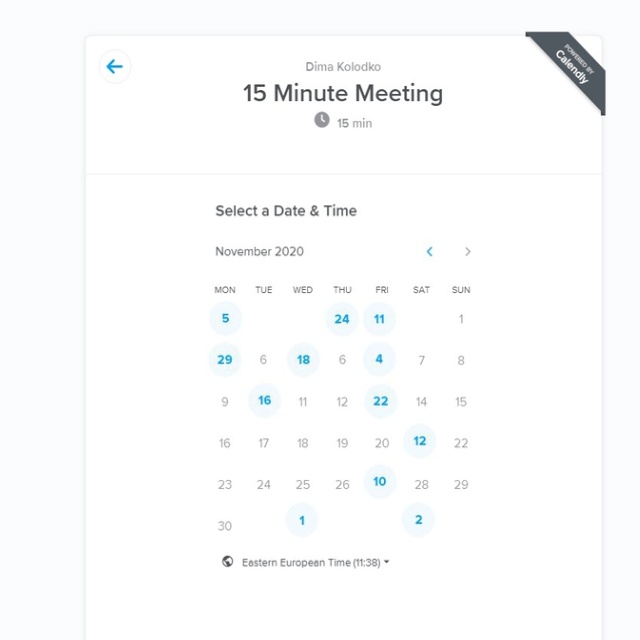 POWERED BY
Calendly
Dima Kolodko
15 Minute Meeting
15 min
Select a Date & Time
November 2020
MON TUE WED THU FRI SAT SUN
5 24 11 1
29 6 18 6 4 7 8
9 16 11 12 22 14 15
16 17 18 19 20 12 22
23 24 25 26 10 28 29
30 1 2
Eastern European Time (11:38)